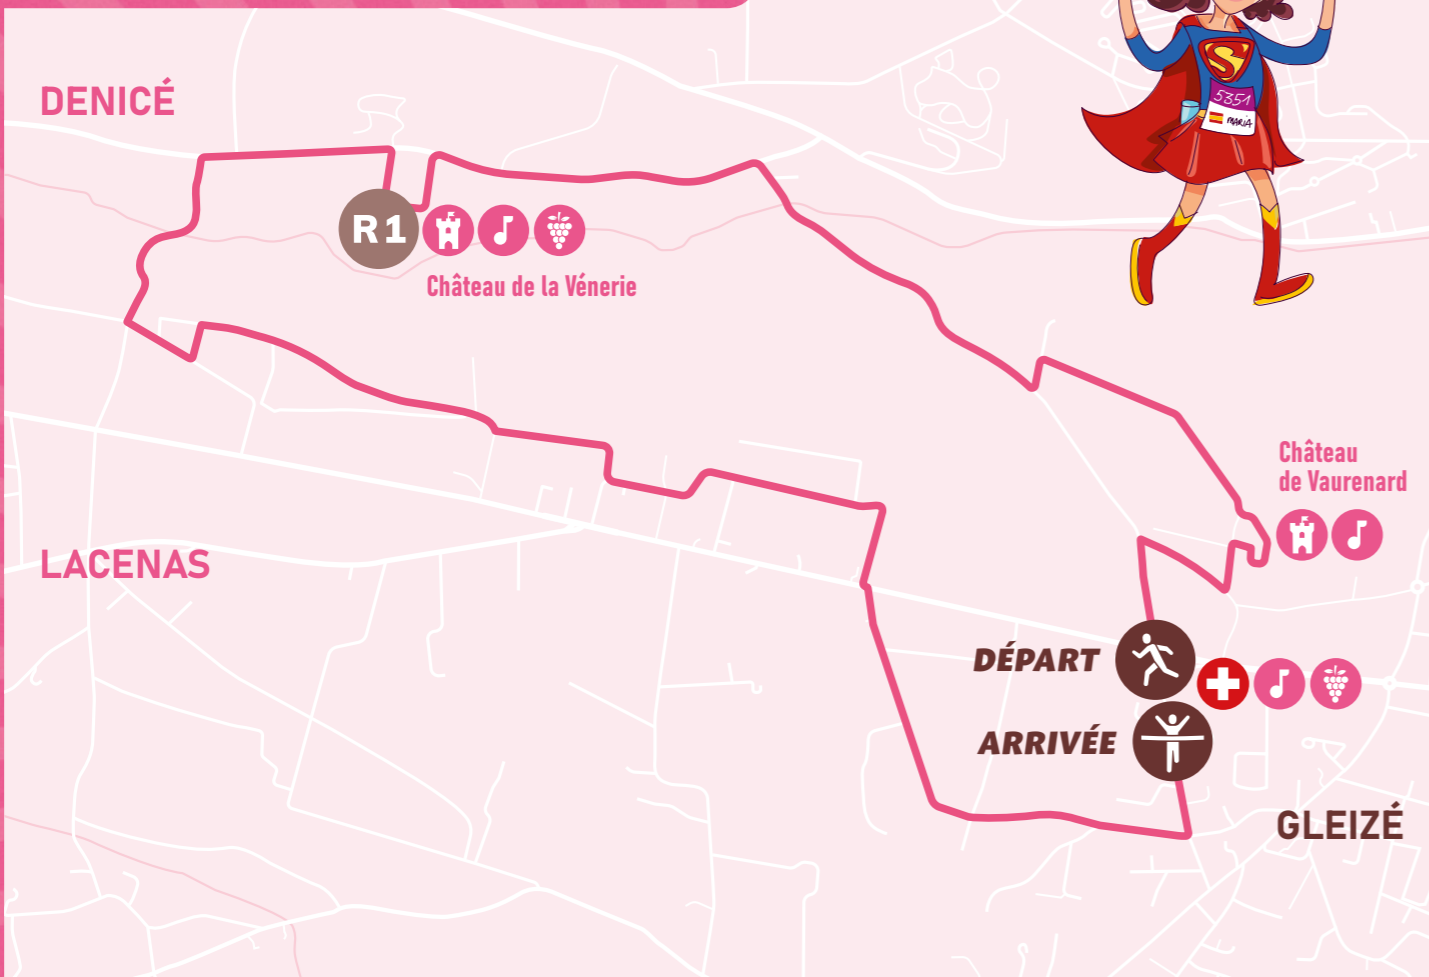 DENICÉ
S
5351
MARIA
R1
Château de la Vénerie
Château
de Vaurenard
LACENAS
DÉPART
ARRIVÉE
GLEIZÉ